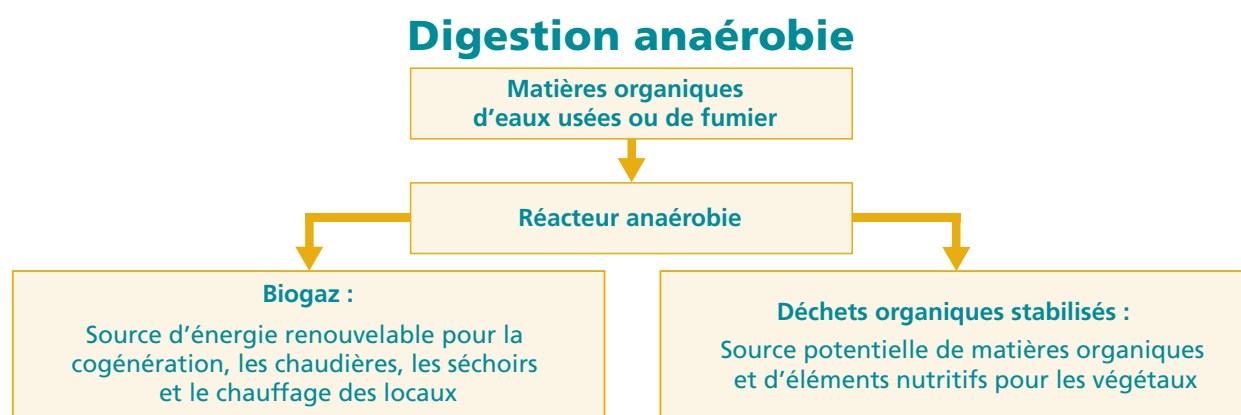 Digestion anaérobie
Matières organiques
d'eaux usées ou de fumier
Réacteur anaérobie
Biogaz :
Source d'énergie renouvelable pour la
cogénération, les chaudières, les séchoirs
et le chauffage des locaux
Déchets organiques stabilisés :
Source potentielle de matières organiques
et d'éléments nutritifs pour les végétaux